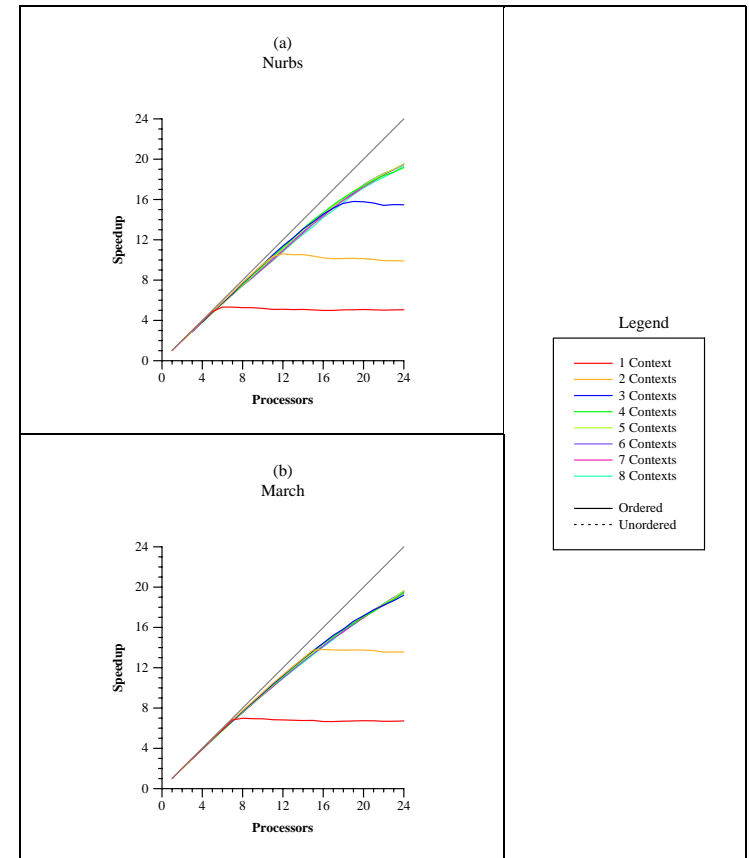 (a)
Nurbs
24
20
16
12
8
4
0
Speedup
0 4 8 12 16 20 24
Processors
(b)
March
24
20
16
12
8
4
0
Speedup
0 4 8 12 16 20 24
Processors
Legend
1 Context
2 Contexts
3 Contexts
4 Contexts
5 Contexts
6 Contexts
7 Contexts
8 Contexts
Ordered
Unordered